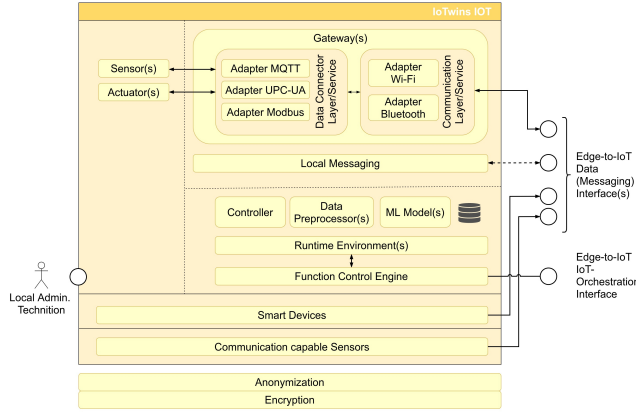 IoTwins IOT
Gateway(s)
Sensor(s)
Actuator(s)
Adapter MQTT
Adapter UPC-UA
Adapter Modbus
Data Connector
Layer/Service
Adapter
Wi-Fi
Adapter
Bluetooth
Communication
Layer/Service
Local Messaging
Edge-to-IoT
Data
(Messaging)
Interface(s)
Controller
Data
Preprocessor(s)
ML Model(s)
Runtime Environment(s)
Function Control Engine
Edge-to-IoT
IoT-
Orchestration
Interface
Local Admin.
Technition
Smart Devices
Communication capable Sensors
Anonymization
Encryption